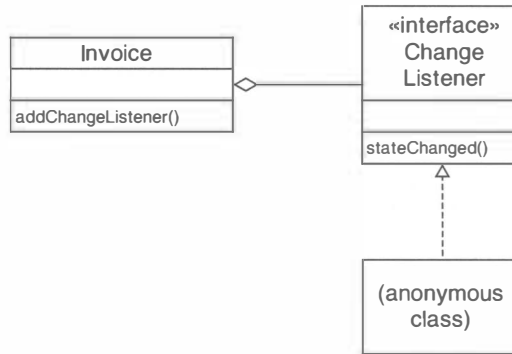 Invoice
addChangeListener()
«interface»
Change
Listener
stateChanged()
(anonymous
class)